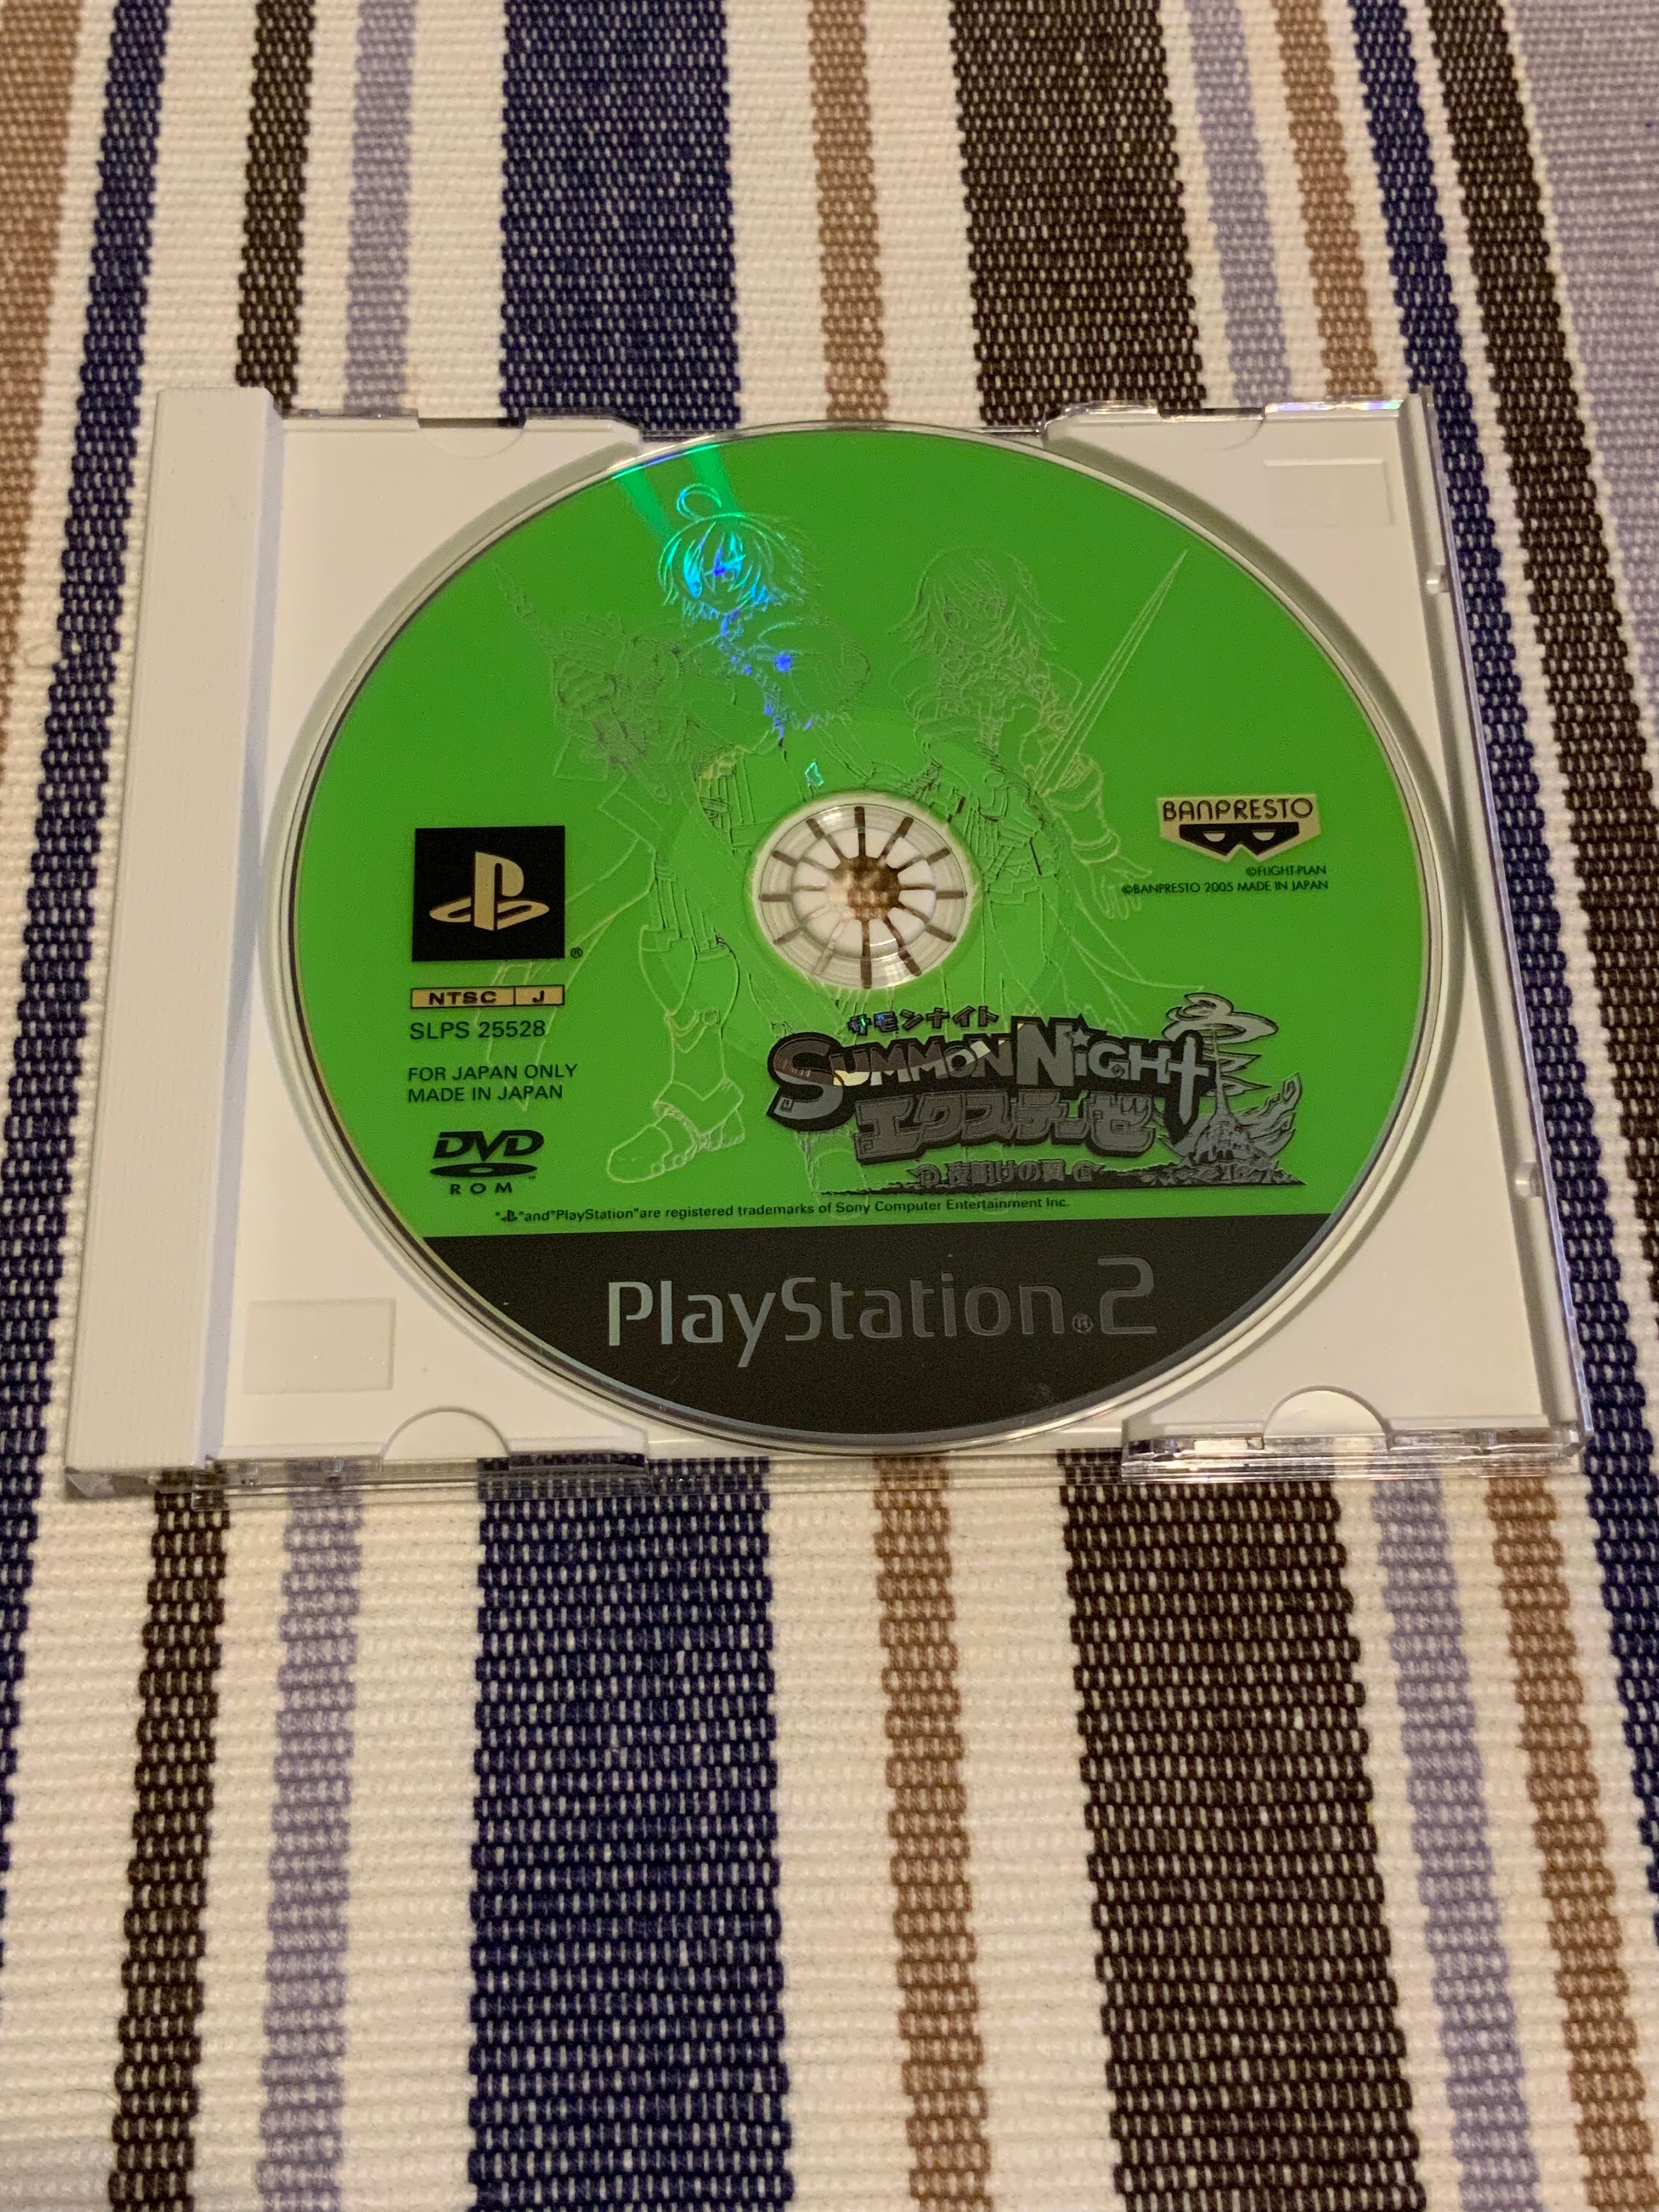 BANPRESTO
©FLIGHT-PLAN
©BANPRESTO 2005 MADE IN JAPAN
®
NTSC J
SLPS 25528
FOR JAPAN ONLY
MADE IN JAPAN
DVD
ROM
サモンナイト
SUMMON NIGHT
エクステーゼ
夜明けの翼
"PS"and"PlayStation"are registered trademarks of Sony Computer Entertainment Inc.
PlayStation®2